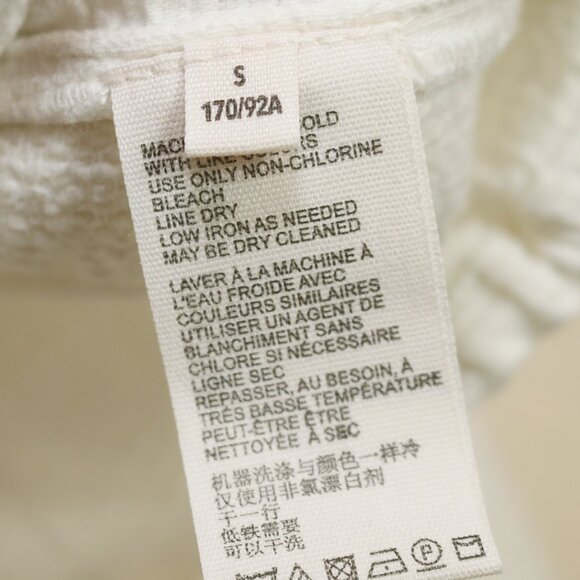 S
170/92A
MAC OLD
WITH LIKE COLORS
USE ONLY NON-CHLORINE
BLEACH
LINE DRY
LOW IRON AS NEEDED
MAY BE DRY CLEANED
LAVER À LA MACHINE À
L'EAU FROIDE AVEC
COULEURS SIMILAIRES
UTILISER UN AGENT DE
BLANCHIMENT SANS
CHLORE SI NÉCESSAIRE
LIGNE SEC
REPASSER, AU BESOIN, À
TRÈS BASSE TEMPÉRATURE
PEUT-ÊTRE ÊTRE
NETTOYÉE À SEC
机器洗涤与颜色一样冷
仅使用非氯漂白剂
干一行
低铁需要
可以干洗
P